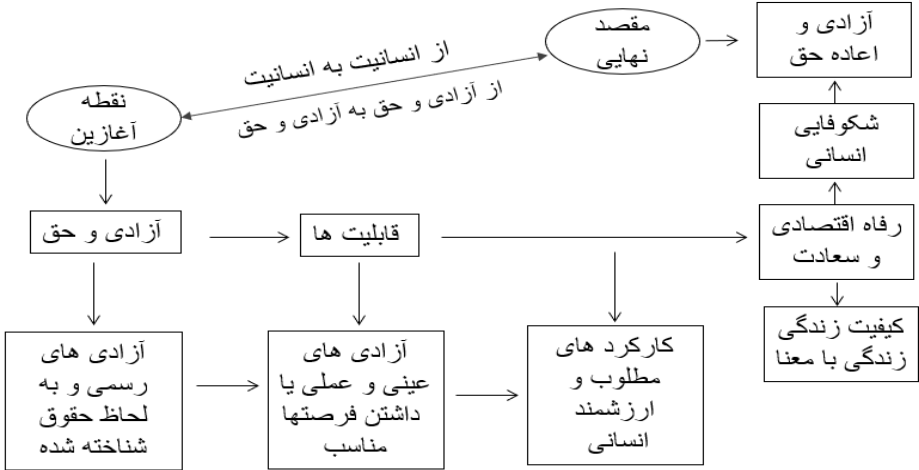 آزادی و
اعاده حق
مقصد
نهایی
از انسانیت به انسانیت
از آزادی و حق به آزادی و حق
نقطه
آغازین
شکوفایی
انسانی
آزادی و حق
قابلیت ها
رفاه اقتصادی
و سعادت
کیفیت زندگی
زندگی با معنا
آزادی های
رسمی و به
لحاظ حقوق
شناخته شده
آزادی های
عینی و عملی یا
داشتن فرصتها
مناسب
کارکرد های
مطلوب و
ارزشمند
انسانی